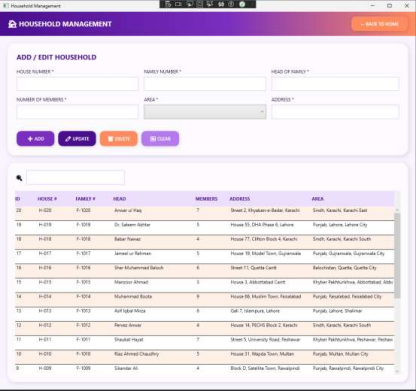 Household Management
HOUSEHOLD MANAGEMENT
← BACK TO HOME
ADD / EDIT HOUSEHOLD
HOUSE NUMBER * FAMILY NUMBER * HEAD OF FAMILY *
NUMBER OF MEMBERS * AREA * ADDRESS *
ADD UPDATE DELETE CLEAR
ID HOUSE # FAMILY # HEAD MEMBERS ADDRESS AREA
20 H-020 F-1020 Anwar ul Haq 7 Street 2, Khyaban-e-Badar, Karachi Sindh, Karachi, Karachi East
19 H-019 F-1019 Dr. Saleem Akhtar 5 House 55, DHA Phase 6, Lahore Punjab, Lahore, Lahore City
18 H-018 F-1018 Babar Nawaz 4 House 77, Clifton Block 4, Karachi Sindh, Karachi, Karachi South
17 H-017 F-1017 Jameel ur Rehman 5 House 19, Model Town, Gujranwala Punjab, Gujranwala, Gujranwala City
16 H-016 F-1016 Sher Muhammad Baloch 6 Street 11, Quetta Cantt Balochistan, Quetta, Quetta City
15 H-015 F-1015 Manzoor Ahmad 3 House 3, Abbottabad Cantt Khyber Pakhtunkhwa, Abbottabad, Abbo
14 H-014 F-1014 Muhammad Boota 9 House 66, Muslim Town, Faisalabad Punjab, Faisalabad, Faisalabad City
13 H-013 F-1013 Asif Iqbal Mirza 6 Gali 7, Islampura, Lahore Punjab, Lahore, Shalimar
12 H-012 F-1012 Pervez Anwar 4 House 14, PECHS Block 2, Karachi Sindh, Karachi, Karachi South
11 H-011 F-1011 Shaukat Hayat 7 Street 5, University Road, Peshawar Khyber Pakhtunkhwa, Peshawar, Peshaw
10 H-010 F-1010 Riaz Ahmad Chaudhry 5 House 31, Wapda Town, Multan Punjab, Multan, Multan City
9 H-009 F-1009 Sikandar Ali 4 Block D, Satellite Town, Rawalpindi Punjab, Rawalpindi, Rawalpindi City